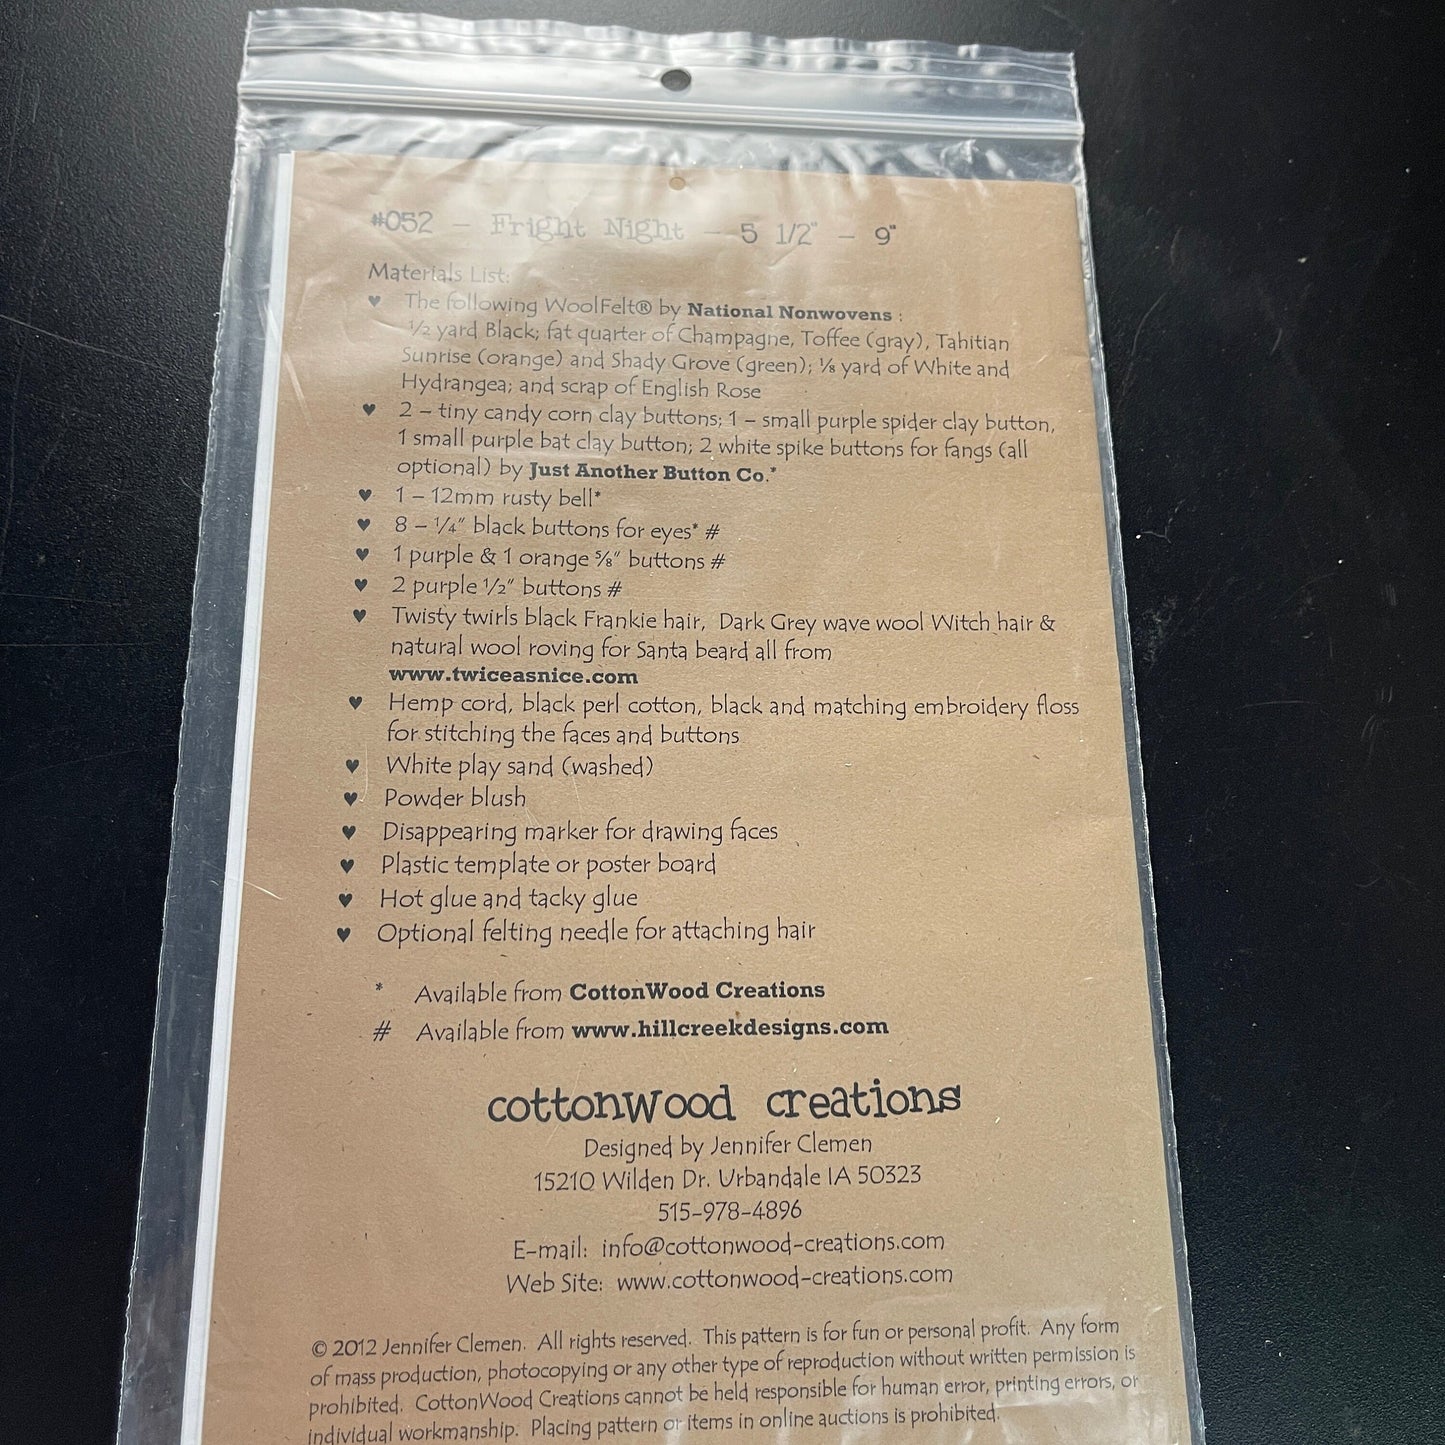 #052 - Fright Night - 5 1/2" - 9"
Materials List:
♥ The following WoolFelt® by National Nonwovens :
½ yard Black; fat quarter of Champagne, Toffee (gray), Tahitian
Sunrise (orange) and Shady Grove (green); ⅛ yard of White and
Hydrangea; and scrap of English Rose
♥ 2 – tiny candy corn clay buttons; 1 – small purple spider clay button,
1 small purple bat clay button; 2 white spike buttons for fangs (all
optional) by Just Another Button Co.*
♥ 1 – 12mm rusty bell*
♥ 8 – ¼" black buttons for eyes* #
♥ 1 purple & 1 orange ⅝" buttons #
♥ 2 purple ½" buttons #
♥ Twisty twirls black Frankie hair, Dark Grey wave wool Witch hair &
natural wool roving for Santa beard all from
www.twiceasnice.com
♥ Hemp cord, black perl cotton, black and matching embroidery floss
for stitching the faces and buttons
♥ White play sand (washed)
♥ Powder blush
♥ Disappearing marker for drawing faces
♥ Plastic template or poster board
♥ Hot glue and tacky glue
♥ Optional felting needle for attaching hair
* Available from CottonWood Creations
# Available from www.hillcreekdesigns.com
cottonwood creations
Designed by Jennifer Clemen
15210 Wilden Dr. Urbandale IA 50323
515-978-4896
E-mail: info@cottonwood-creations.com
Web Site: www.cottonwood-creations.com
© 2012 Jennifer Clemen. All rights reserved. This pattern is for fun or personal profit. Any form
of mass production, photocopying or any other type of reproduction without written permission is
prohibited. CottonWood Creations cannot be held responsible for human error, printing errors, or
individual workmanship. Placing pattern or items in online auctions is prohibited.